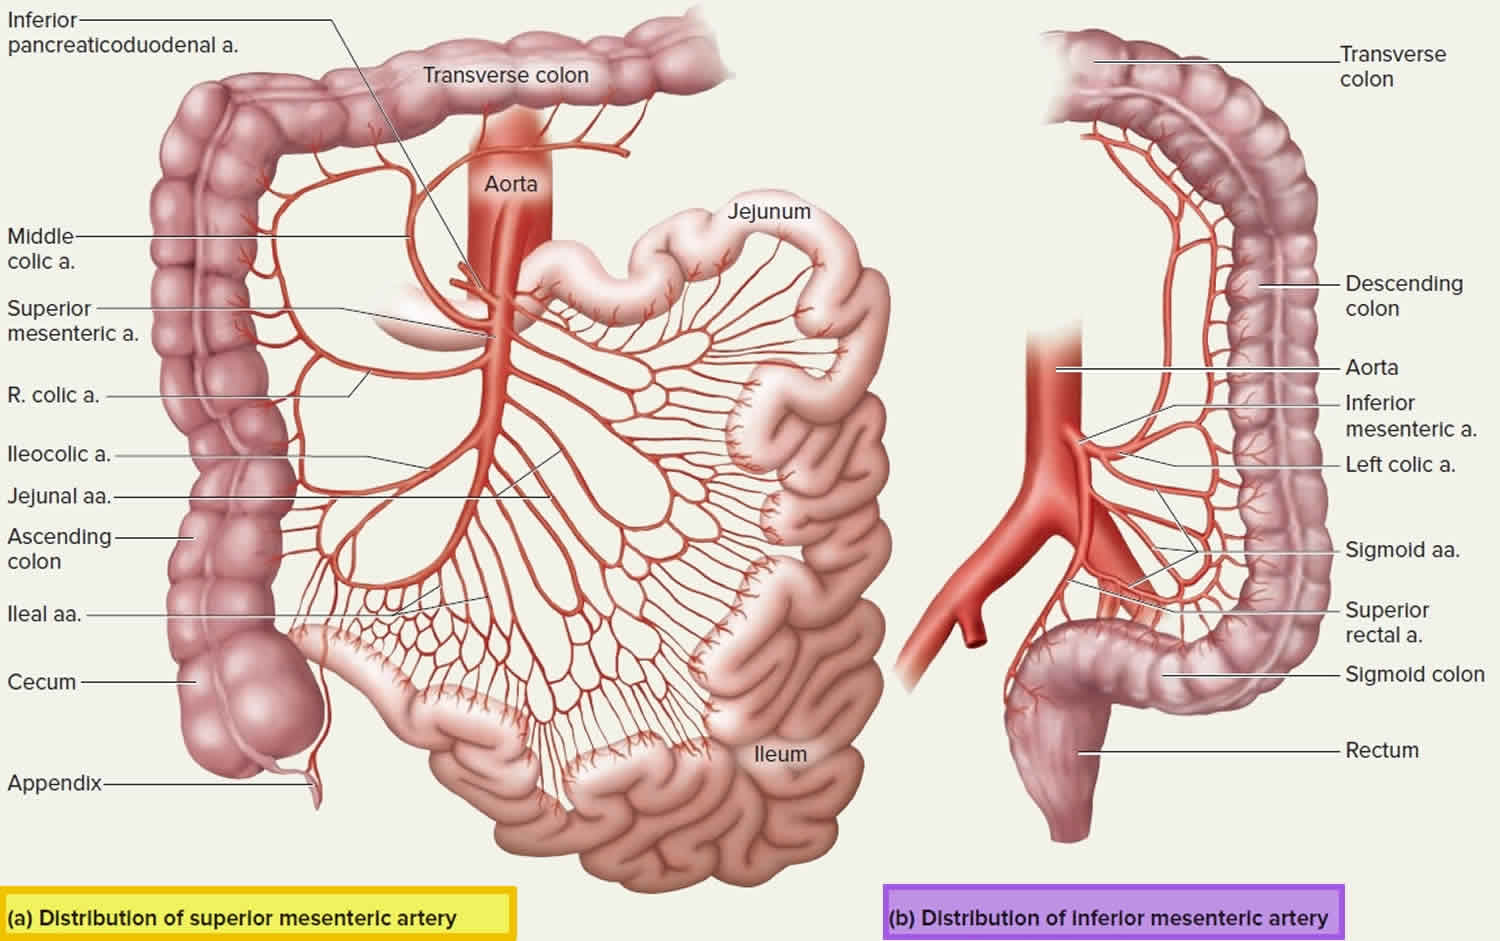 Inferior
pancreaticoduodenal a.
Transverse colon
Aorta
Jejunum
Middle
colic a.
Superior
mesenteric a.
R. colic a.
Ileocolic a.
Jejunal aa.
Ascending
colon
Ileal aa.
Cecum
Appendix
Ileum
(a) Distribution of superior mesenteric artery
Transverse
colon
Descending
colon
Aorta
Inferior
mesenteric a.
Left colic a.
Sigmoid aa.
Superior
rectal a.
Sigmoid colon
Rectum
(b) Distribution of inferior mesenteric artery